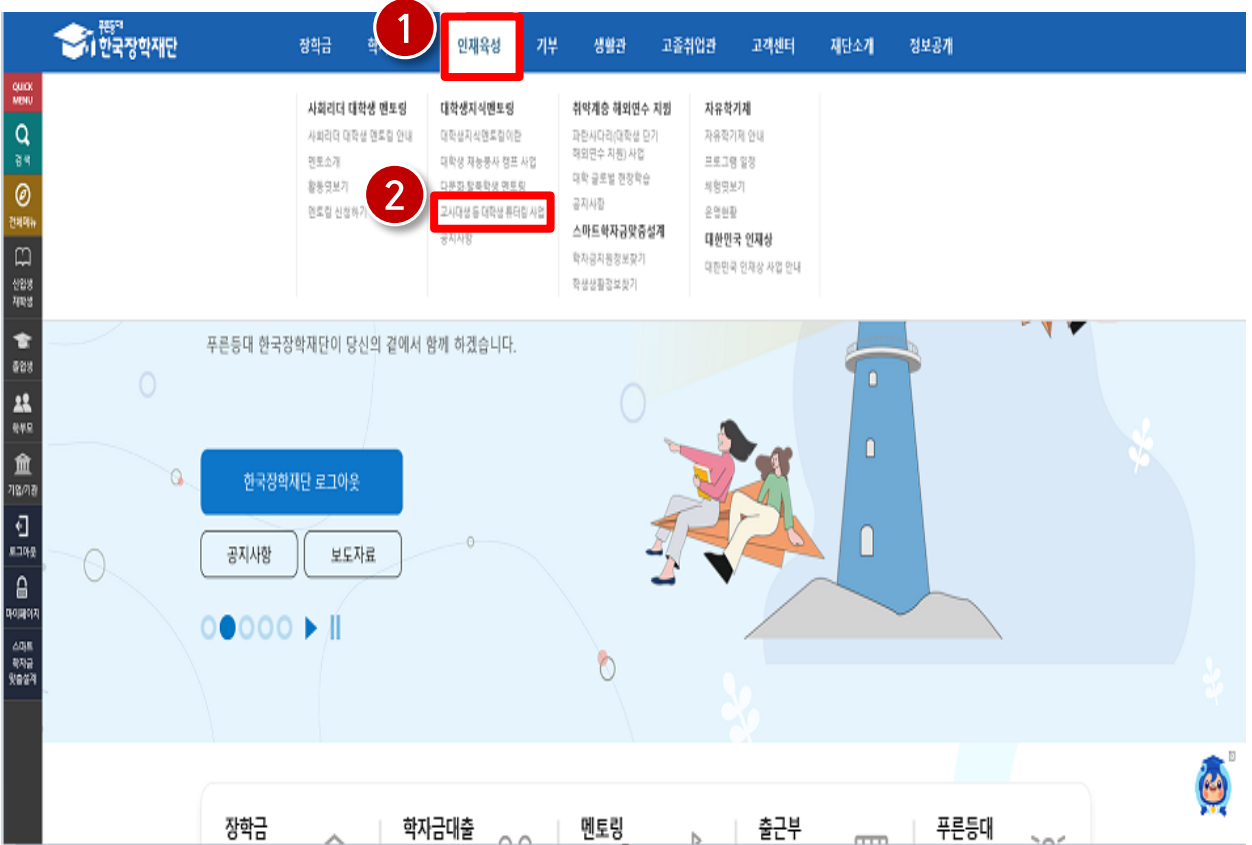 푸른등대
한국장학재단
장학금
인재육성
기부
생활관
고졸취업관
고객센터
재단소개
정보공개
1
QUICK
MENU
검색
전체메뉴
신입생
재학생
졸업생
학부모
기업/기관
로그아웃
마이페이지
스마트
학자금
맞춤설계
사회리더 대학생 멘토링
사회리더 대학생 멘토링 안내
멘토소개
활동엿보기
멘토링 신청하기
대학생지식멘토링
대학생지식멘토링이란
대학생 재능봉사 캠프 사업
다문화·탈북학생 멘토링
2
교사대생 등 대학생 튜터링 사업
공지사항
취약계층 해외연수 지원
파란사다리(대학생 단기
해외연수 지원) 사업
대학 글로벌 현장학습
공지사항
스마트학자금맞춤설계
학자금지원정보찾기
학생생활정보찾기
자유학기제
자유학기제 안내
프로그램 일정
체험엿보기
운영현황
대한민국 인재상
대한민국 인재상 사업 안내
푸른등대 한국장학재단이 당신의 곁에서 함께 하겠습니다.
한국장학재단 로그아웃
공지사항
보도자료
장학금
학자금대출
멘토링
출근부
푸른등대